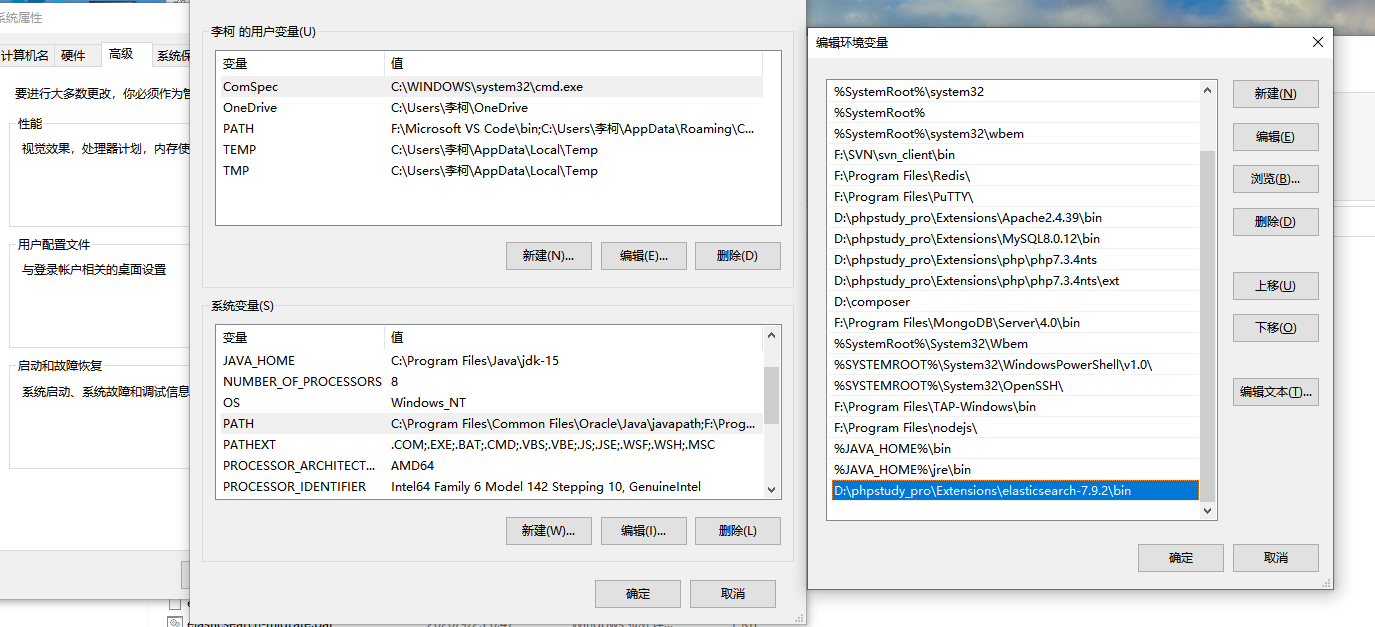 系统属性
计算机名
硬件
高级
系统保
要进行大多数更改，你必须作为管
性能
视觉效果，处理器计划，内存使
用户配置文件
与登录帐户相关的桌面设置
启动和故障恢复
系统启动、系统故障和调试信息
李柯 的用户变量(U)
变量 值
ComSpec C:\WINDOWS\system32\cmd.exe
OneDrive C:\Users\李柯\OneDrive
PATH F:\Microsoft VS Code\bin;C:\Users\李柯\AppData\Roaming\C...
TEMP C:\Users\李柯\AppData\Local\Temp
TMP C:\Users\李柯\AppData\Local\Temp
新建(N)... 编辑(E)... 删除(D)
系统变量(S)
变量 值
JAVA_HOME C:\Program Files\Java\jdk-15
NUMBER_OF_PROCESSORS 8
OS Windows_NT
PATH C:\Program Files\Common Files\Oracle\Java\javapath;F:\Prog...
PATHEXT .COM;.EXE;.BAT;.CMD;.VBS;.VBE;.JS;.JSE;.WSF;.WSH;.MSC
PROCESSOR_ARCHITECT... AMD64
PROCESSOR_IDENTIFIER Intel64 Family 6 Model 142 Stepping 10, GenuineIntel
新建(W)... 编辑(I)... 删除(L)
确定 取消
编辑环境变量
%SystemRoot%\system32
%SystemRoot%
%SystemRoot%\system32\wbem
F:\SVN\svn_client\bin
F:\Program Files\Redis\
F:\Program Files\PuTTY\
D:\phpstudy_pro\Extensions\Apache2.4.39\bin
D:\phpstudy_pro\Extensions\MySQL8.0.12\bin
D:\phpstudy_pro\Extensions\php\php7.3.4nts
D:\phpstudy_pro\Extensions\php\php7.3.4nts\ext
D:\composer
F:\Program Files\MongoDB\Server\4.0\bin
%SystemRoot%\System32\Wbem
%SYSTEMROOT%\System32\WindowsPowerShell\v1.0\
%SYSTEMROOT%\System32\OpenSSH\
F:\Program Files\TAP-Windows\bin
F:\Program Files\nodejs\
%JAVA_HOME%\bin
%JAVA_HOME%\jre\bin
D:\phpstudy_pro\Extensions\elasticsearch-7.9.2\bin
新建(N)
编辑(E)
浏览(B)...
删除(D)
上移(U)
下移(O)
编辑文本(T)...
确定 取消